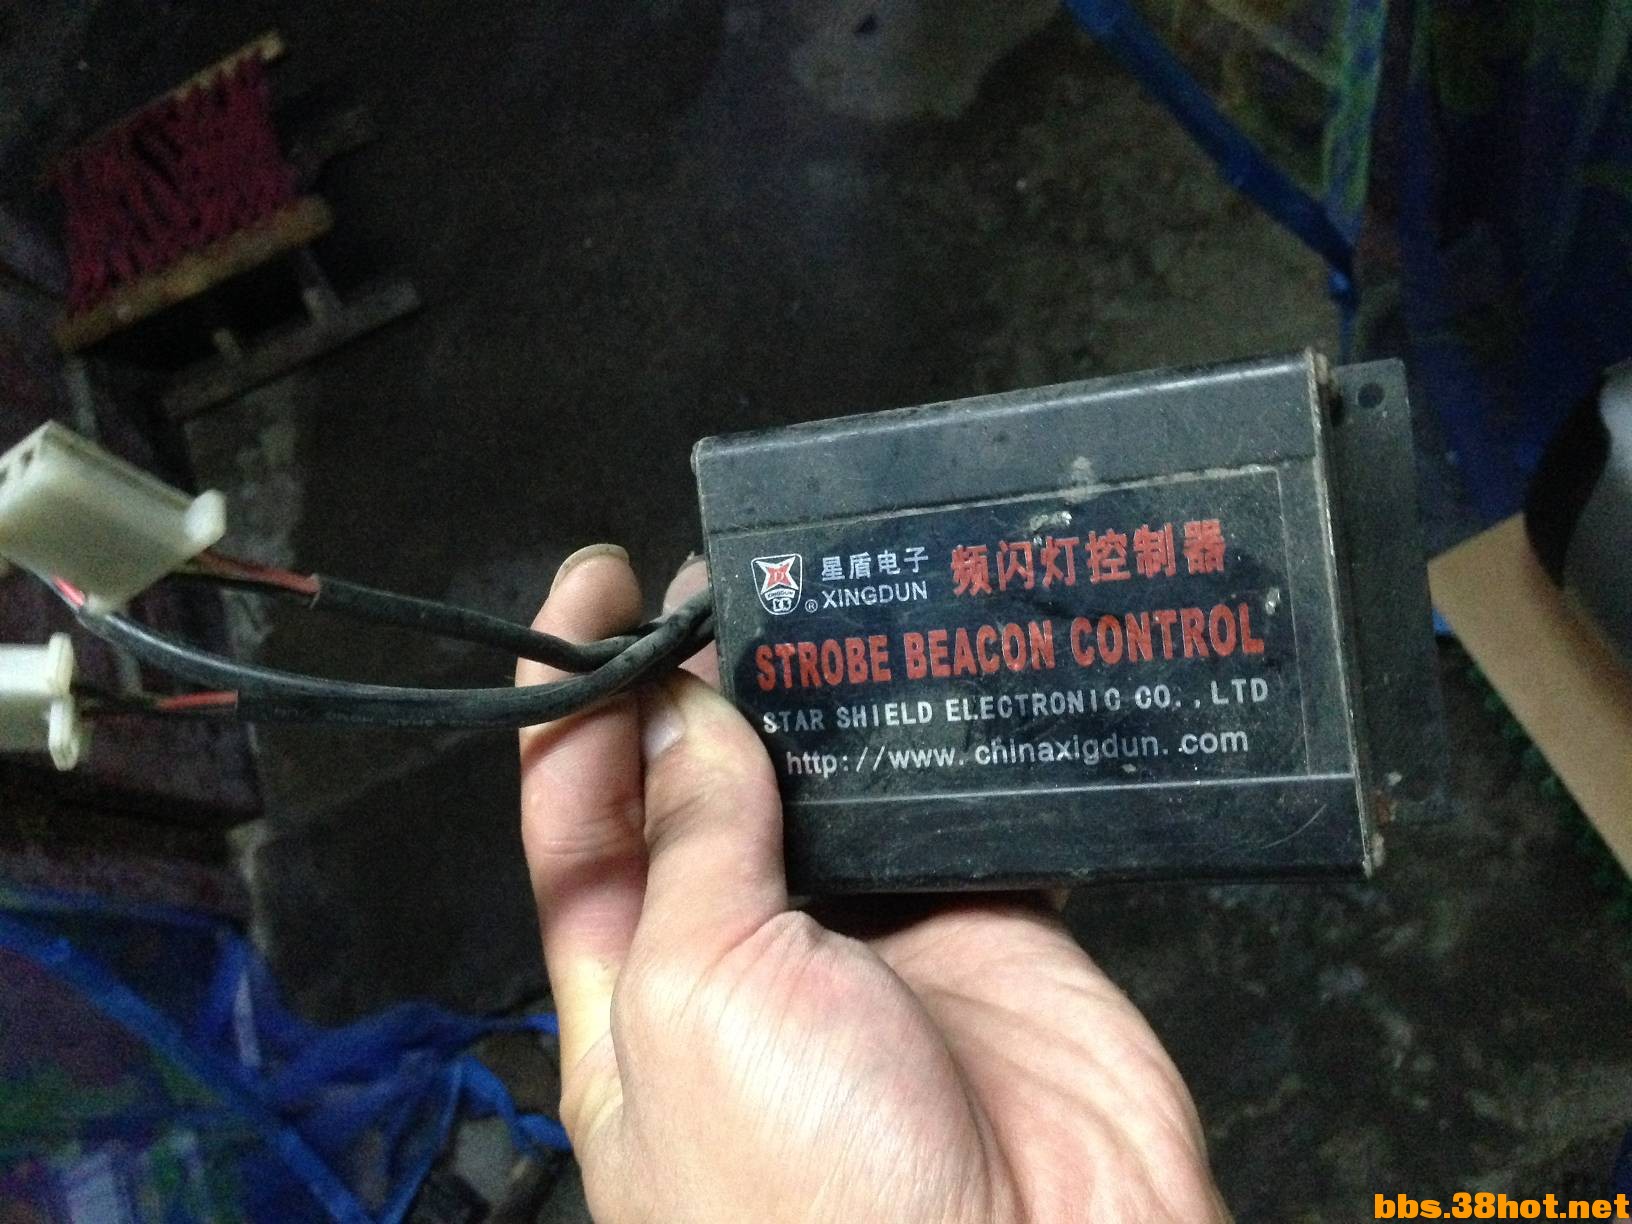 星盾电子 频闪灯控制器
XINGDUN
® XINGDUN
STROBE BEACON CONTROL
STAR SHIELD ELECTRONIC CO.,LTD
http://www.chinaxigdun.com
bbs.38hot.net